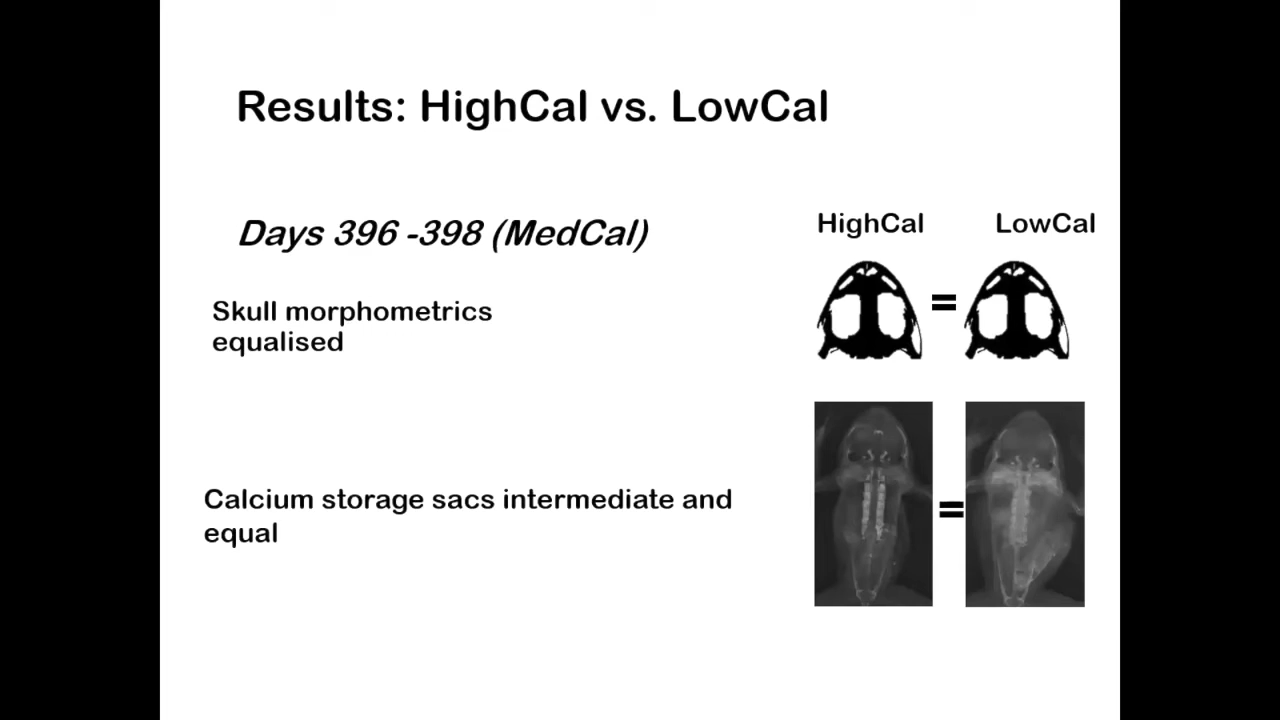 Results: HighCal vs. LowCal
Days 396 -398 (MedCal)
HighCal
LowCal
Skull morphometrics
equalised
=
Calcium storage sacs intermediate and
equal
=